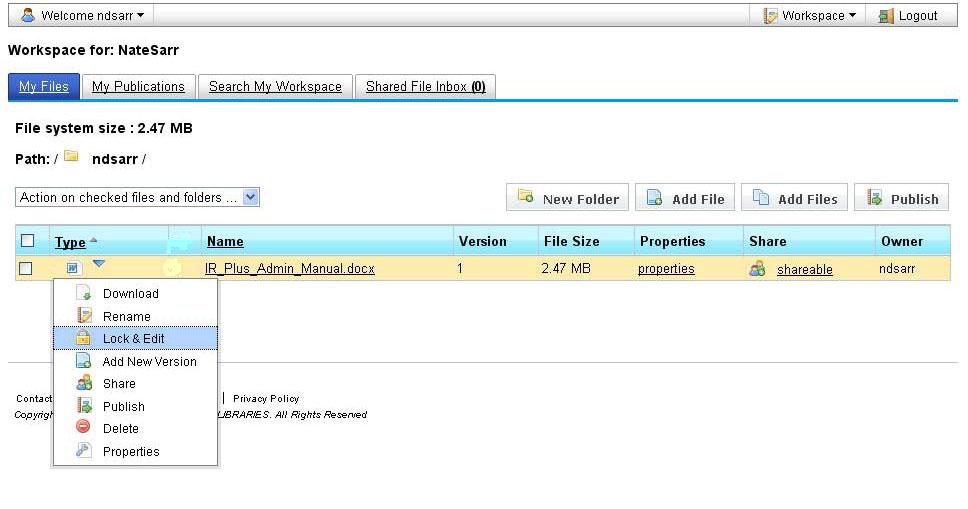 Welcome ndsarr Workspace Logout
Workspace for: NateSarr
My Files My Publications Search My Workspace Shared File Inbox (0)
File system size : 2.47 MB
Path: / ndsarr /
Action on checked files and folders ... New Folder Add File Add Files Publish
Type Name Version File Size Properties Share Owner
IR_Plus_Admin_Manual.docx 1 2.47 MB properties shareable ndsarr
Download
Rename
Lock & Edit
Add New Version
Share
Publish
Delete
Properties
Contact | Privacy Policy
LIBRARIES. All Rights Reserved